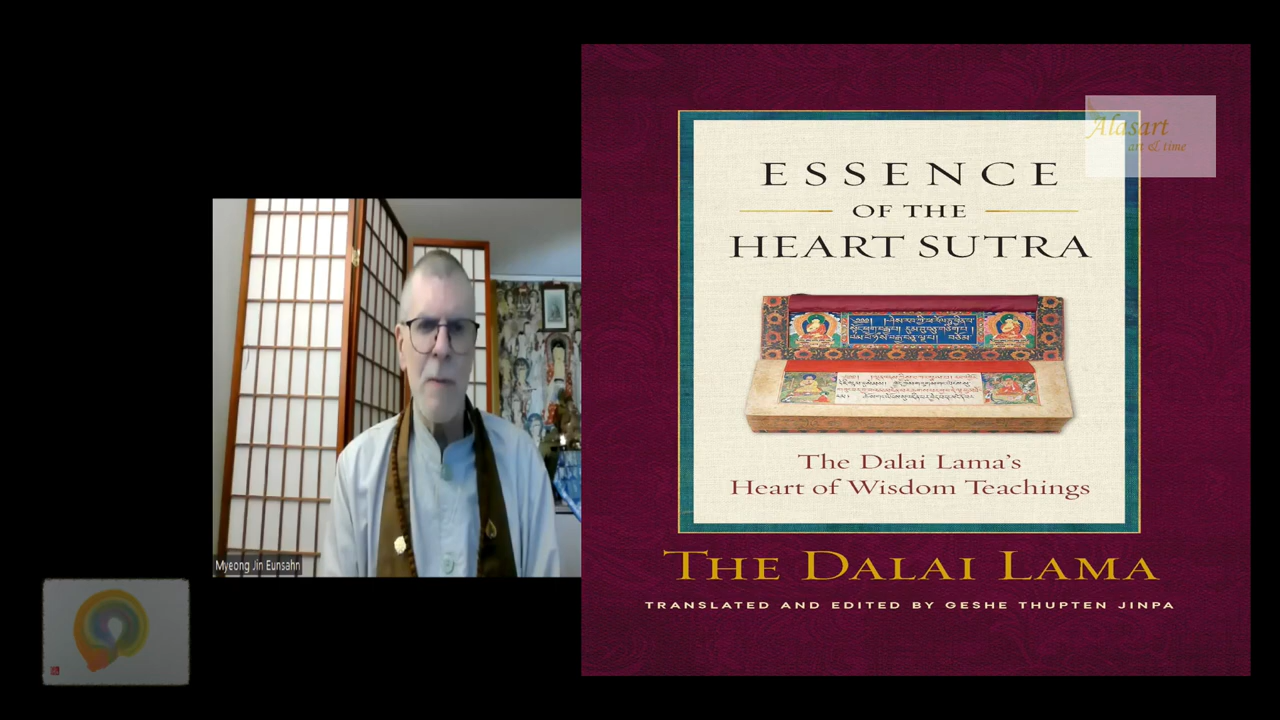 Alasart
art & time
ESSENCE
OF THE
HEART SUTRA
The Dalai Lama's
Heart of Wisdom Teachings
THE DALAI LAMA
TRANSLATED AND EDITED BY GESHE THUPTEN JINPA
Myeong Jin Eunsahn